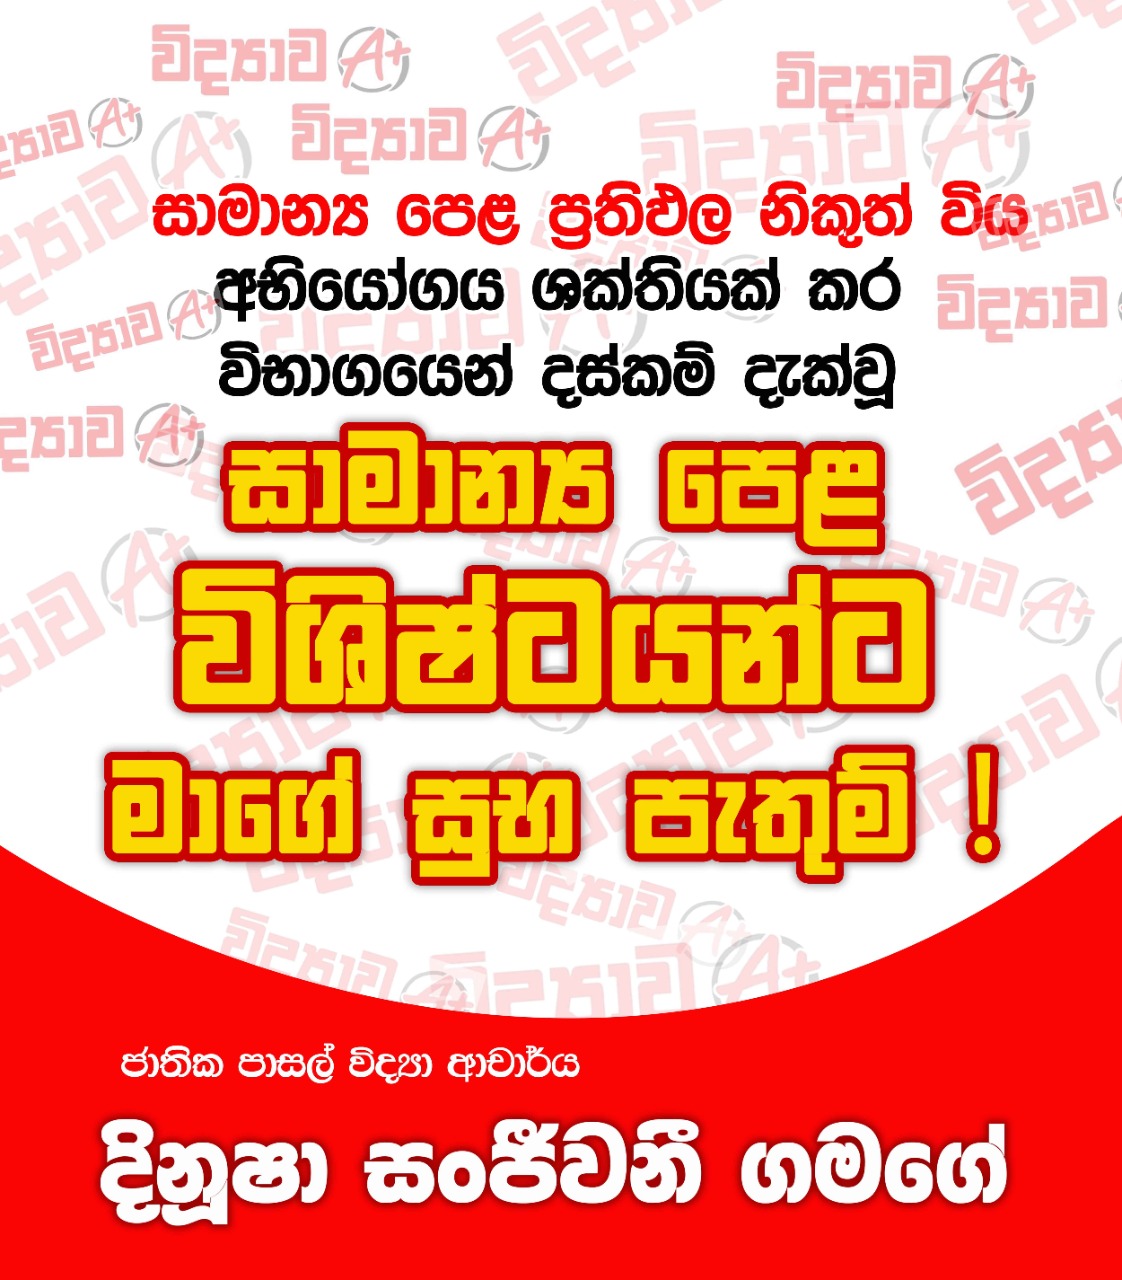 විද්‍යාව A+
සාමාන්‍ය පෙළ ප්‍රතිඵල නිකුත් විය
අභියෝගය ශක්තියක් කර
විභාගයෙන් දස්කම් දැක්වූ
සාමාන්‍ය පෙළ
විශිෂ්ටයන්ට
මාගේ සුභ පැතුම් !
ජාතික පාසල් විද්‍යා ආචාර්ය
දිනූෂා සංජීවනී ගමගේ